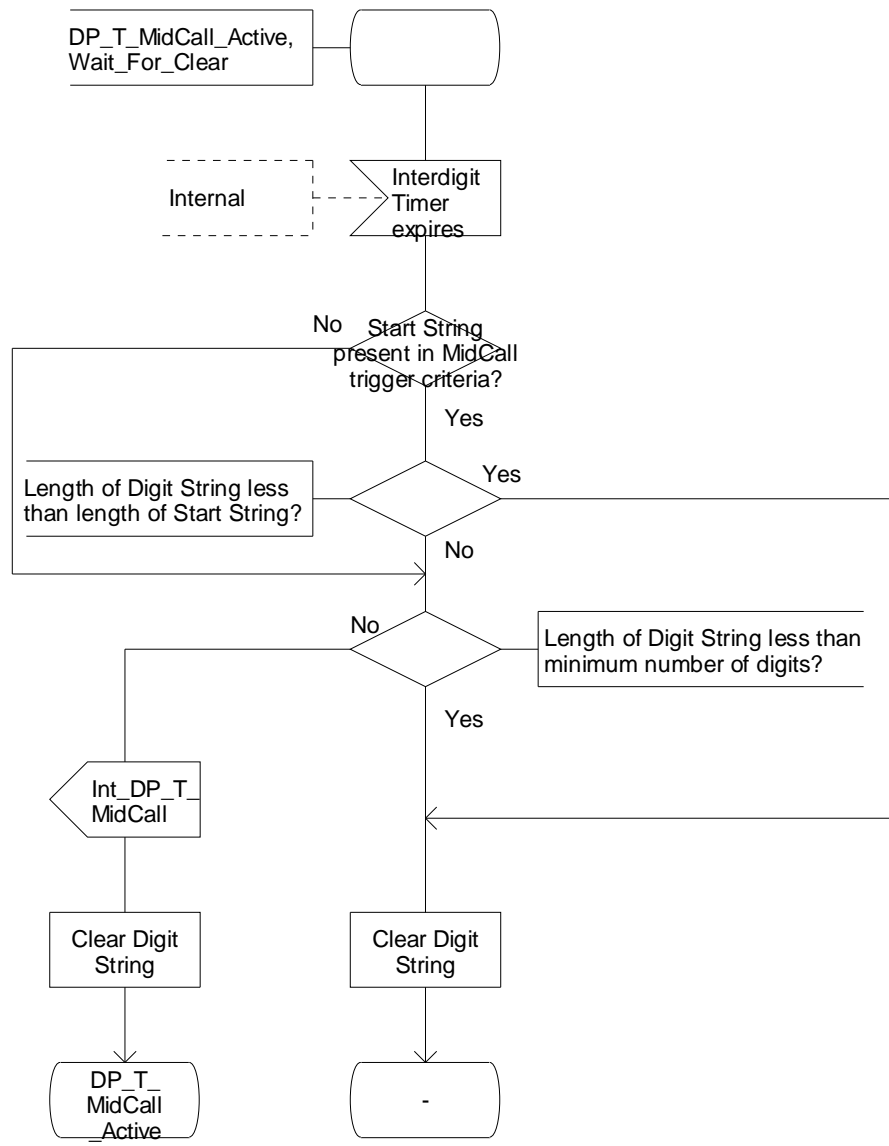 DP_T_MidCall_Active,
Wait_For_Clear
Internal
Interdigit
Timer
expires
No
Start String
present in MidCall
trigger criteria?
Yes
Length of Digit String less
than length of Start String?
Yes
No
No
Length of Digit String less than
minimum number of digits?
Yes
Int_DP_T_
MidCall
Clear Digit
String
Clear Digit
String
DP_T_
MidCall
_Active
-